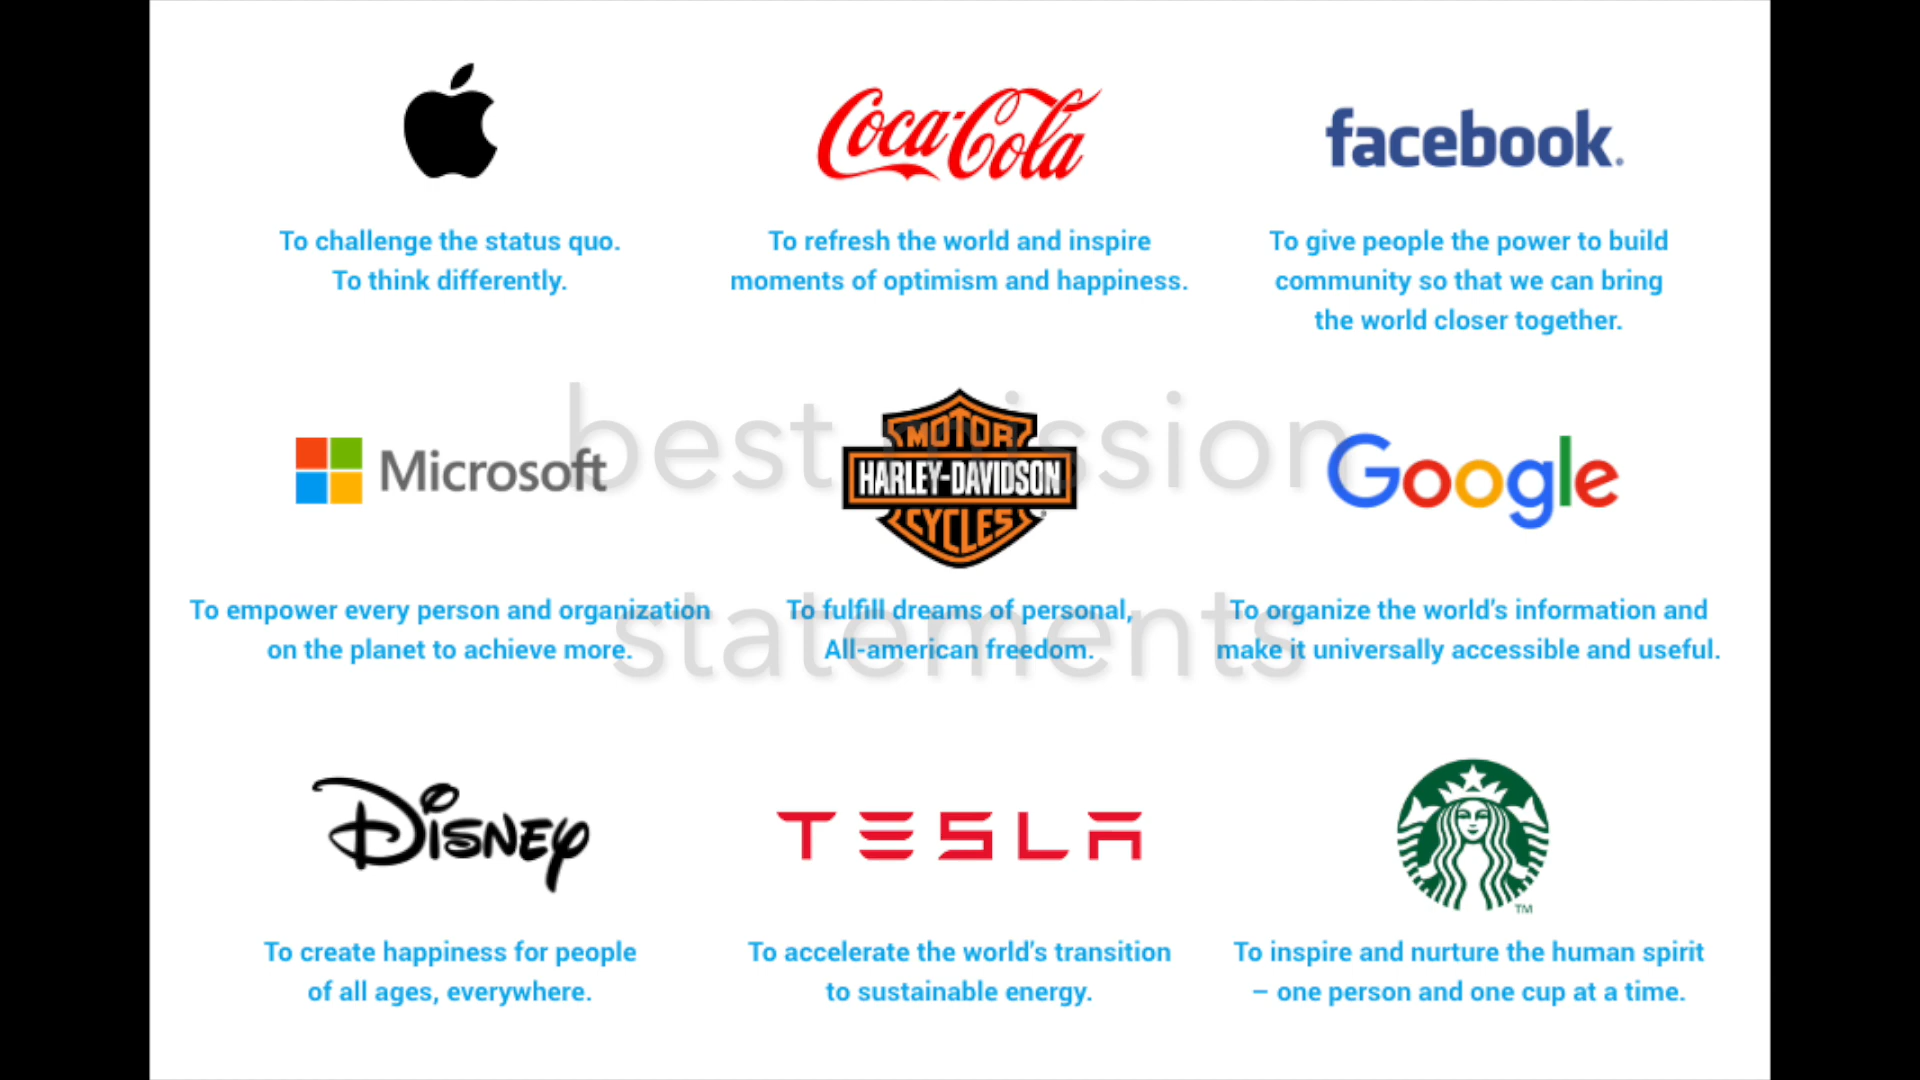 Coca-Cola
facebook.
To challenge the status quo.
To think differently.
To refresh the world and inspire
moments of optimism and happiness.
To give people the power to build
community so that we can bring
the world closer together.
best mission
Microsoft
MOTOR
HARLEY-DAVIDSON
CYCLES
Google
statements
To empower every person and organization
on the planet to achieve more.
To fulfill dreams of personal,
All-american freedom.
To organize the world's information and
make it universally accessible and useful.
DISNEY
TESLA
TM
To create happiness for people
of all ages, everywhere.
To accelerate the world's transition
to sustainable energy.
To inspire and nurture the human spirit
– one person and one cup at a time.